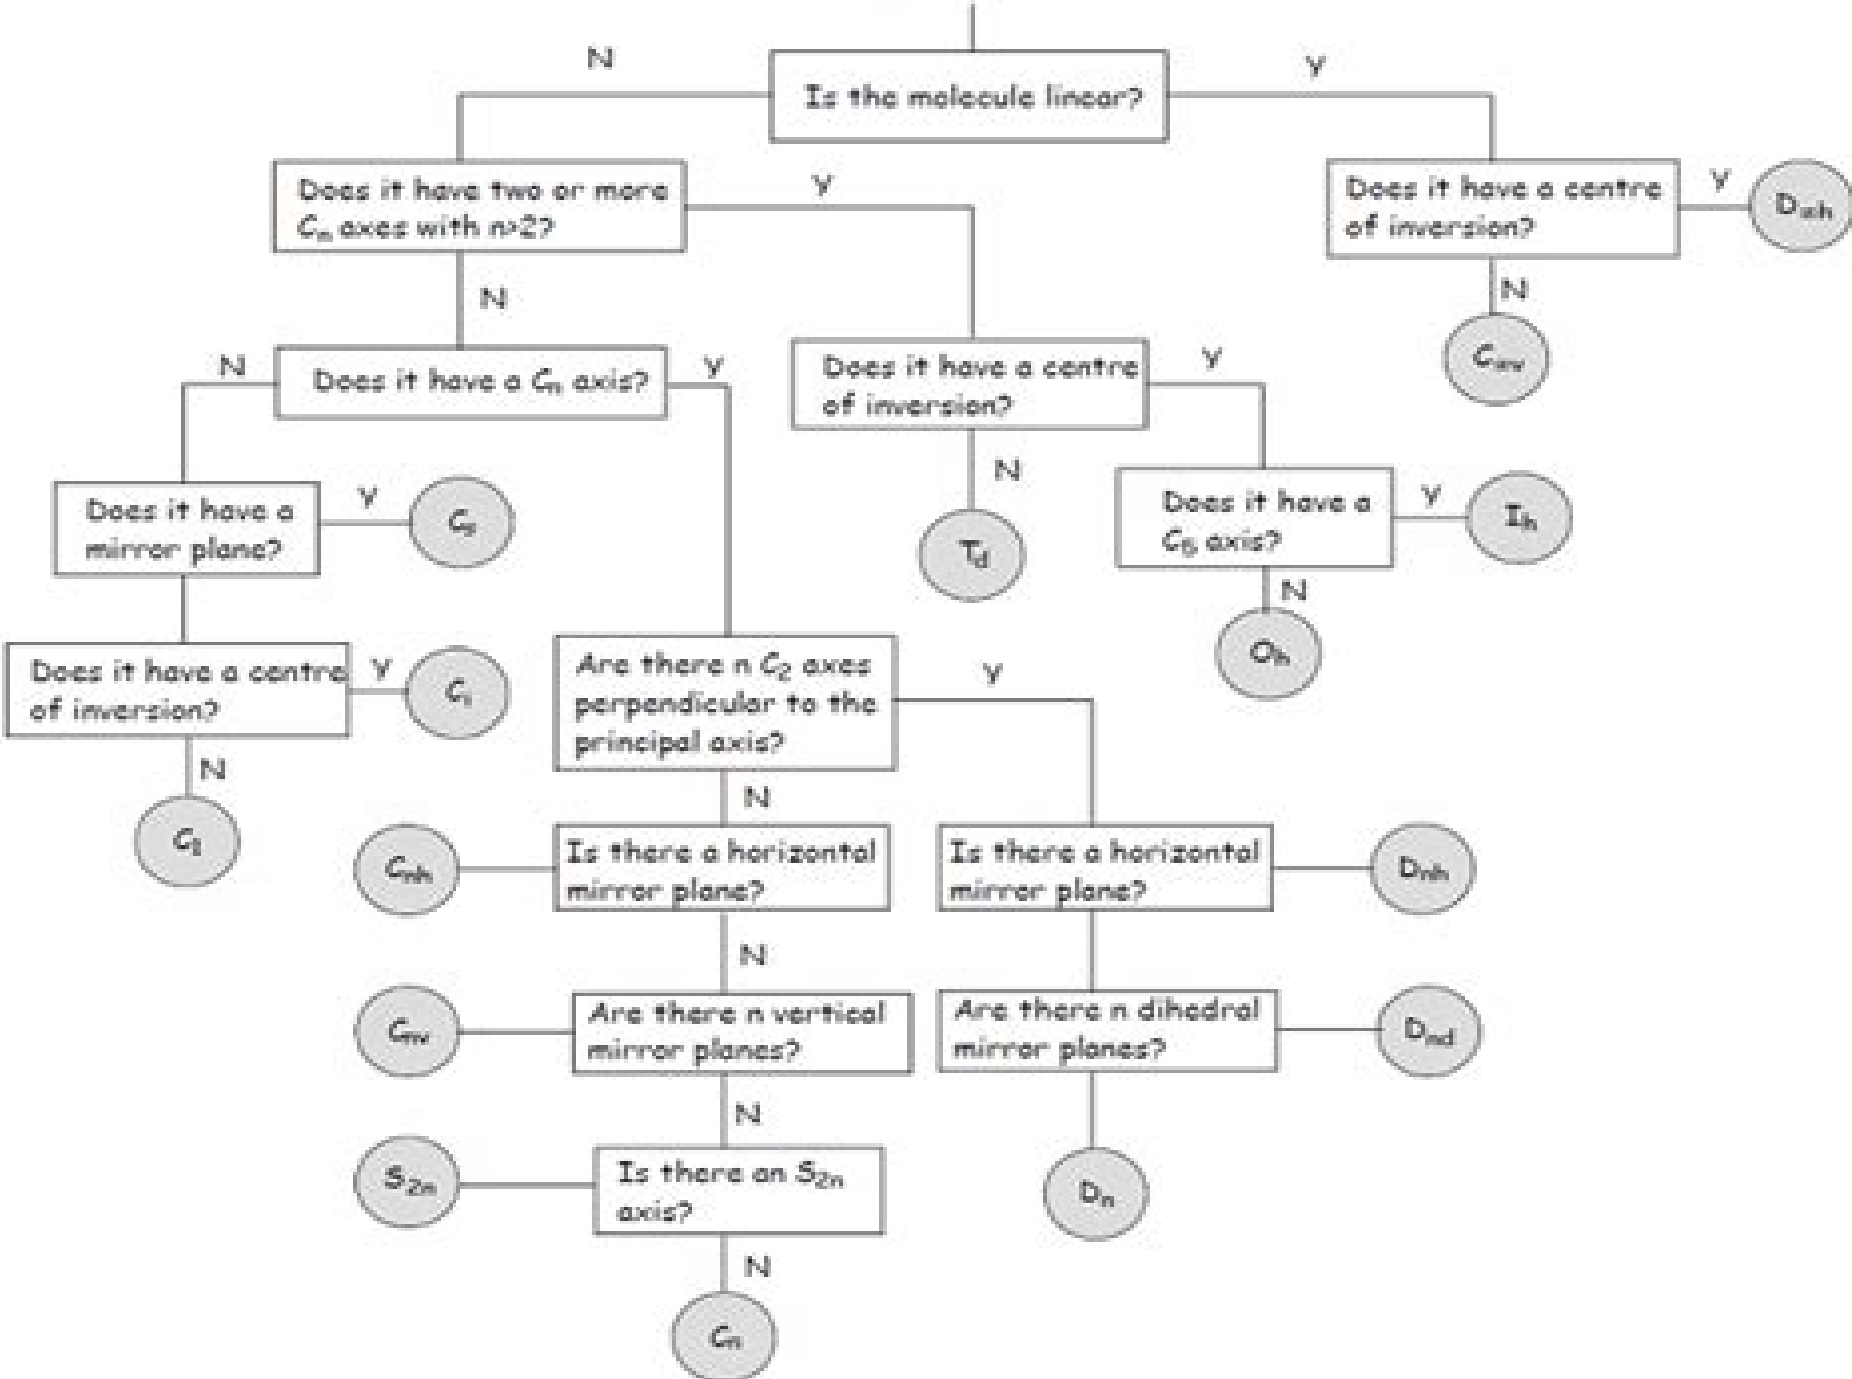 N
Is the molecule linear?
Y
Does it have two or more
Cn axes with n>2?
Y
Does it have a centre
of inversion?
Y
D∞h
N
N
C∞v
N
Does it have a Cn axis?
Y
Does it have a centre
of inversion?
Y
Does it have a
mirror plane?
Y
Cs
N
Td
Does it have a
C5 axis?
Y
Ih
N
Oh
Does it have a centre
of inversion?
Y
N
Are there n C2 axes
perpendicular to the
principal axis?
Y
N
Cnh
Is there a horizontal
mirror plane?
Is there a horizontal
mirror plane?
Dnh
N
Cnv
Are there n vertical
mirror planes?
Are there n dihedral
mirror planes?
Dnd
N
S2n
Is there an S2n
axis?
Dn
N
Cn